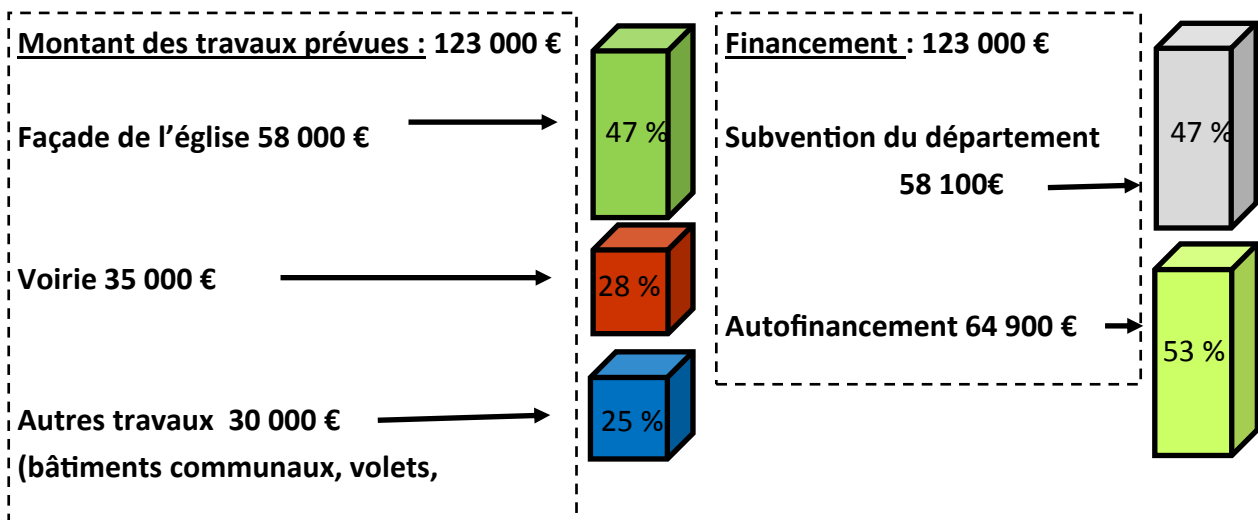 Montant des travaux prévues : 123 000 €
Façade de l'église 58 000 €
47 %
Voirie 35 000 €
28 %
Autres travaux 30 000 €
25 %
(bâtiments communaux, volets,
Financement : 123 000 €
Subvention du département
58 100€
47 %
Autofinancement 64 900 €
53 %